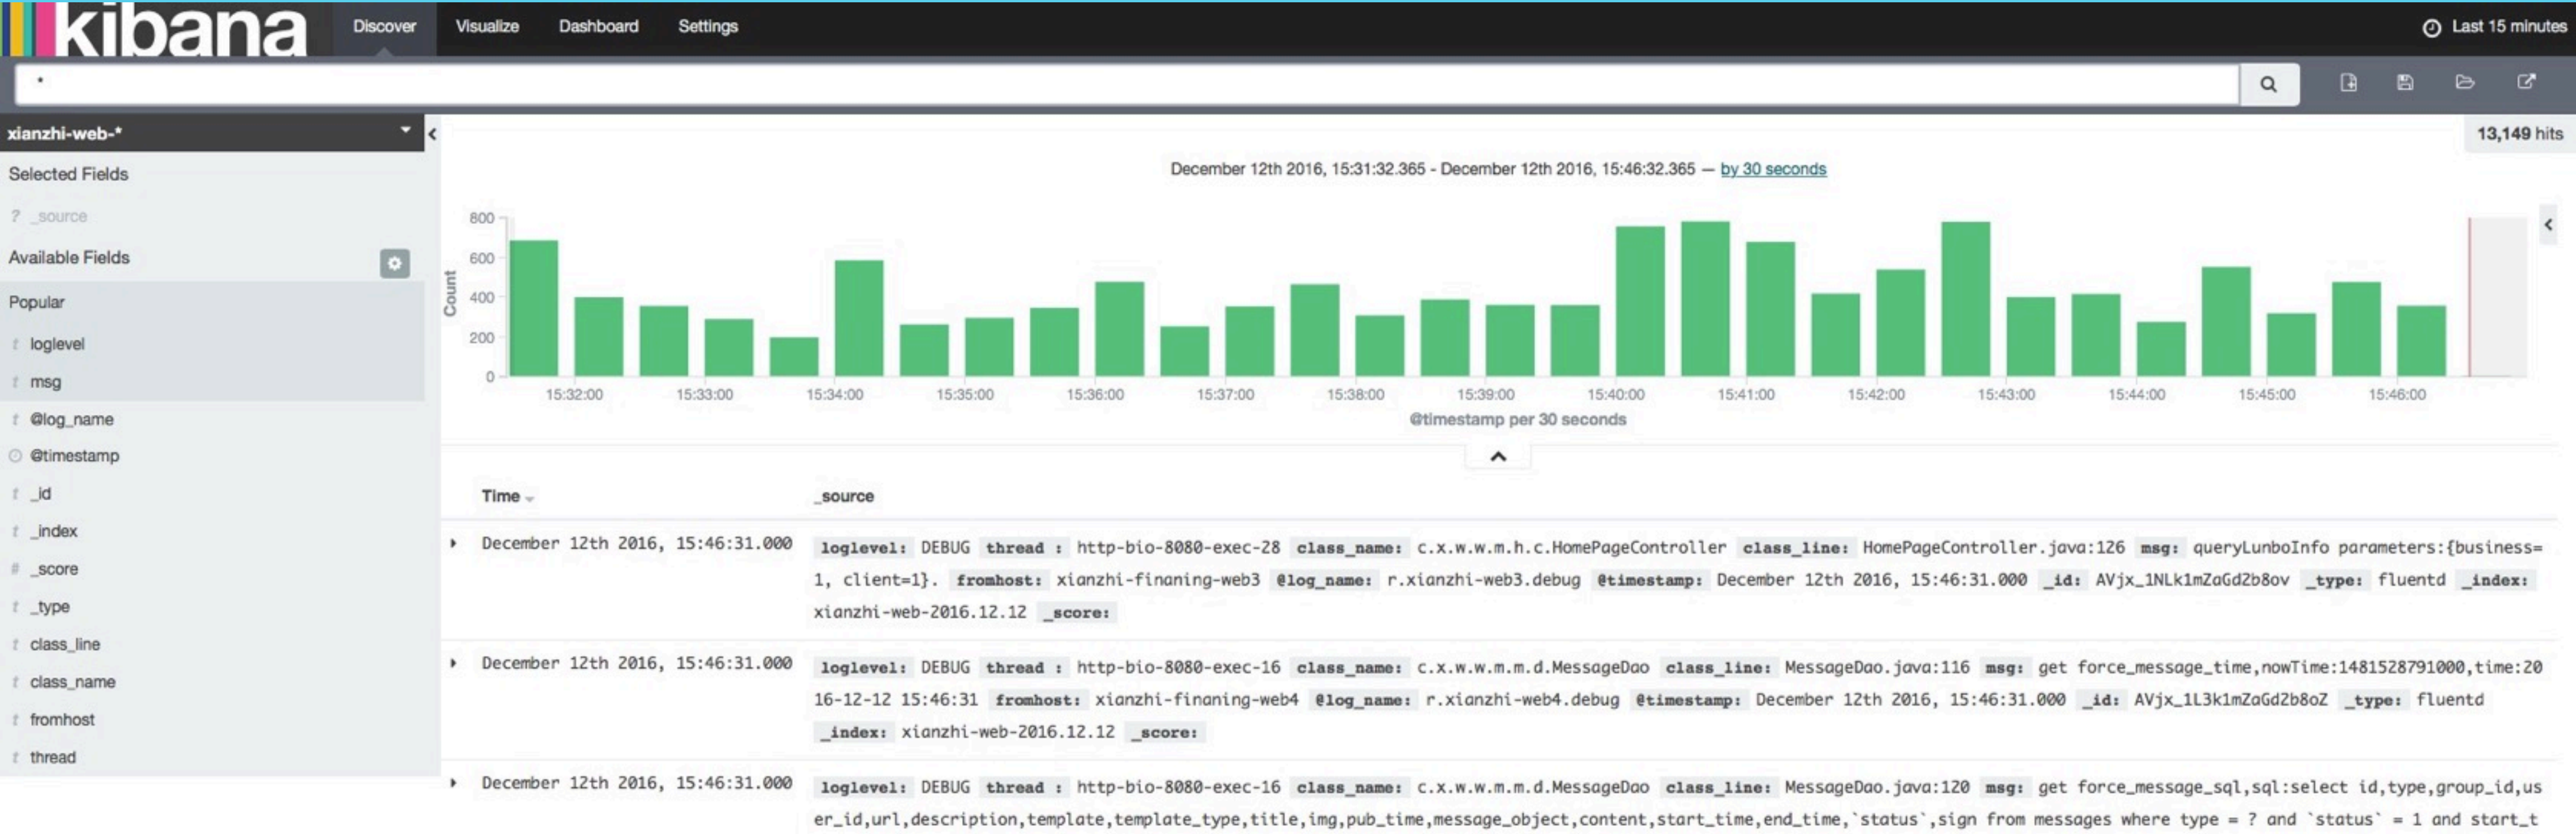 kibana Discover Visualize Dashboard Settings Last 15 minutes
*
xianzhi-web-*
13,149 hits
Selected Fields
? _source
Available Fields
Popular
t loglevel
t msg
t @log_name
@timestamp
t _id
t _index
# _score
t _type
t class_line
t class_name
t fromhost
t thread
December 12th 2016, 15:31:32.365 - December 12th 2016, 15:46:32.365 — by 30 seconds
Count
800
600
400
200
0
15:32:00 15:33:00 15:34:00 15:35:00 15:36:00 15:37:00 15:38:00 15:39:00 15:40:00 15:41:00 15:42:00 15:43:00 15:44:00 15:45:00 15:46:00
@timestamp per 30 seconds
Time _source
December 12th 2016, 15:46:31.000 loglevel: DEBUG thread : http-bio-8080-exec-28 class_name: c.x.w.w.m.h.c.HomePageController class_line: HomePageController.java:126 msg: queryLunboInfo parameters:{business=
1, client=1}. fromhost: xianzhi-finaning-web3 @log_name: r.xianzhi-web3.debug @timestamp: December 12th 2016, 15:46:31.000 _id: AVjx_1NLk1mZaGd2b8ov _type: fluentd _index:
xianzhi-web-2016.12.12 _score:
December 12th 2016, 15:46:31.000 loglevel: DEBUG thread : http-bio-8080-exec-16 class_name: c.x.w.w.m.m.d.MessageDao class_line: MessageDao.java:116 msg: get force_message_time,nowTime:1481528791000,time:20
16-12-12 15:46:31 fromhost: xianzhi-finaning-web4 @log_name: r.xianzhi-web4.debug @timestamp: December 12th 2016, 15:46:31.000 _id: AVjx_1L3k1mZaGd2b8oZ _type: fluentd
_index: xianzhi-web-2016.12.12 _score:
December 12th 2016, 15:46:31.000 loglevel: DEBUG thread : http-bio-8080-exec-16 class_name: c.x.w.w.m.m.d.MessageDao class_line: MessageDao.java:120 msg: get force_message_sql,sql:select id,type,group_id,us
er_id,url,description,template,template_type,title,img,pub_time,message_object,content,start_time,end_time,`status`,sign from messages where type = ? and `status` = 1 and start_t